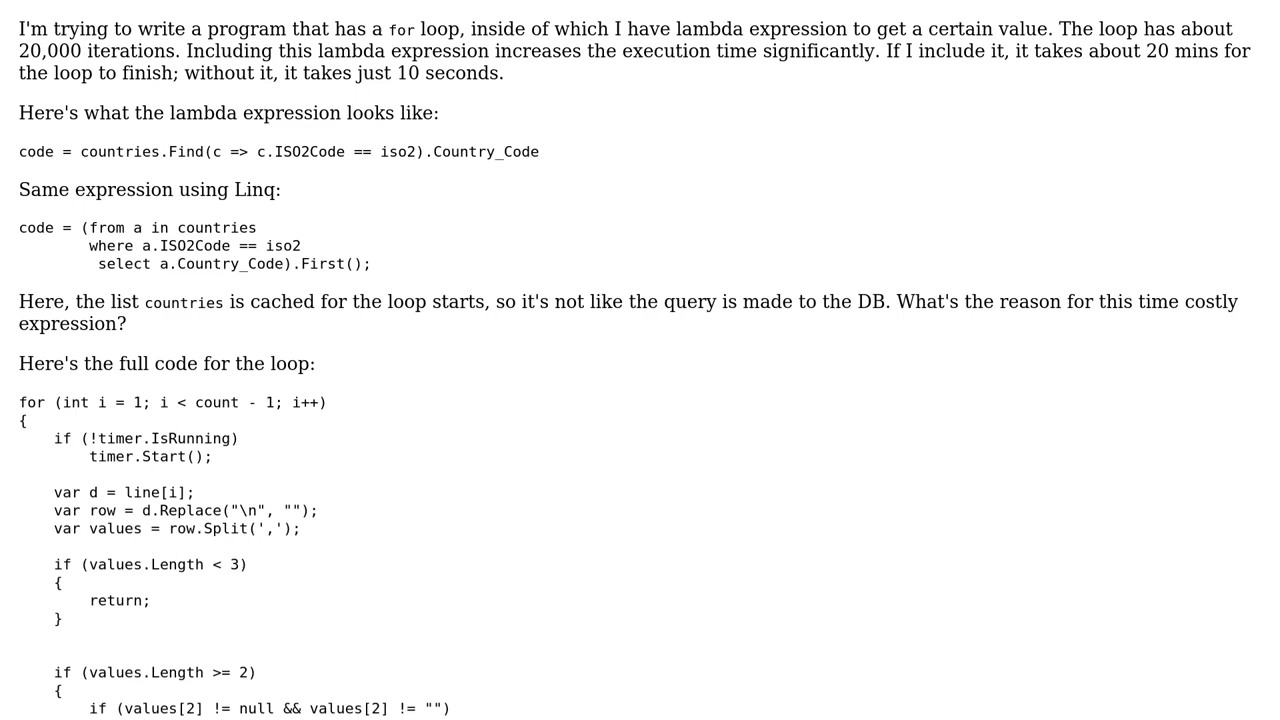 I'm trying to write a program that has a for loop, inside of which I have lambda expression to get a certain value. The loop has about
20,000 iterations. Including this lambda expression increases the execution time significantly. If I include it, it takes about 20 mins for
the loop to finish; without it, it takes just 10 seconds.
Here's what the lambda expression looks like:
code = countries.Find(c => c.ISO2Code == iso2).Country_Code
Same expression using Linq:
code = (from a in countries
        where a.ISO2Code == iso2
         select a.Country_Code).First();
Here, the list countries is cached for the loop starts, so it's not like the query is made to the DB. What's the reason for this time costly
expression?
Here's the full code for the loop:
for (int i = 1; i < count - 1; i++)
{
    if (!timer.IsRunning)
        timer.Start();
    var d = line[i];
    var row = d.Replace("\n", "");
    var values = row.Split(',');
    if (values.Length < 3)
    {
        return;
    }
    if (values.Length >= 2)
    {
        if (values[2] != null && values[2] != "")